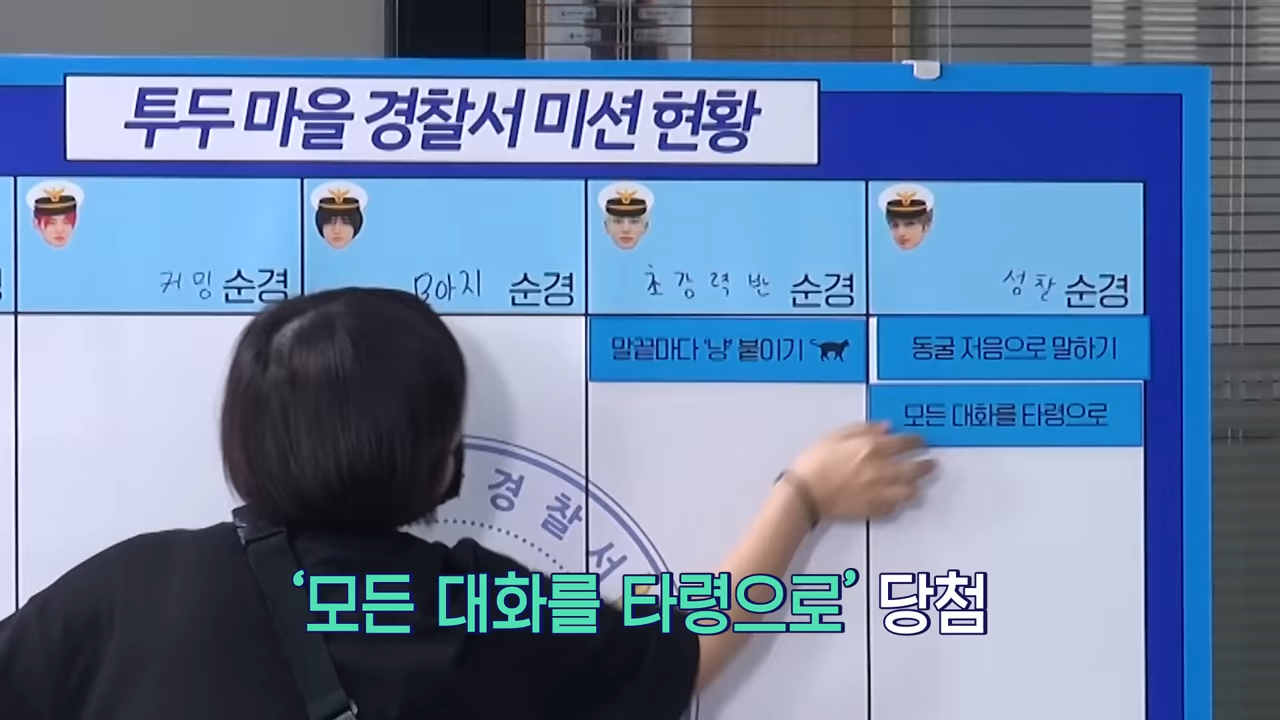 투두 마을 경찰서 미션 현황
커밍 순경
B아지 순경
초강력반 순경
성찬 순경
말끝마다 '냥' 붙이기
동굴 저음으로 말하기
모든 대화를 타령으로
경찰서
'모든 대화를 타령으로' 당첨